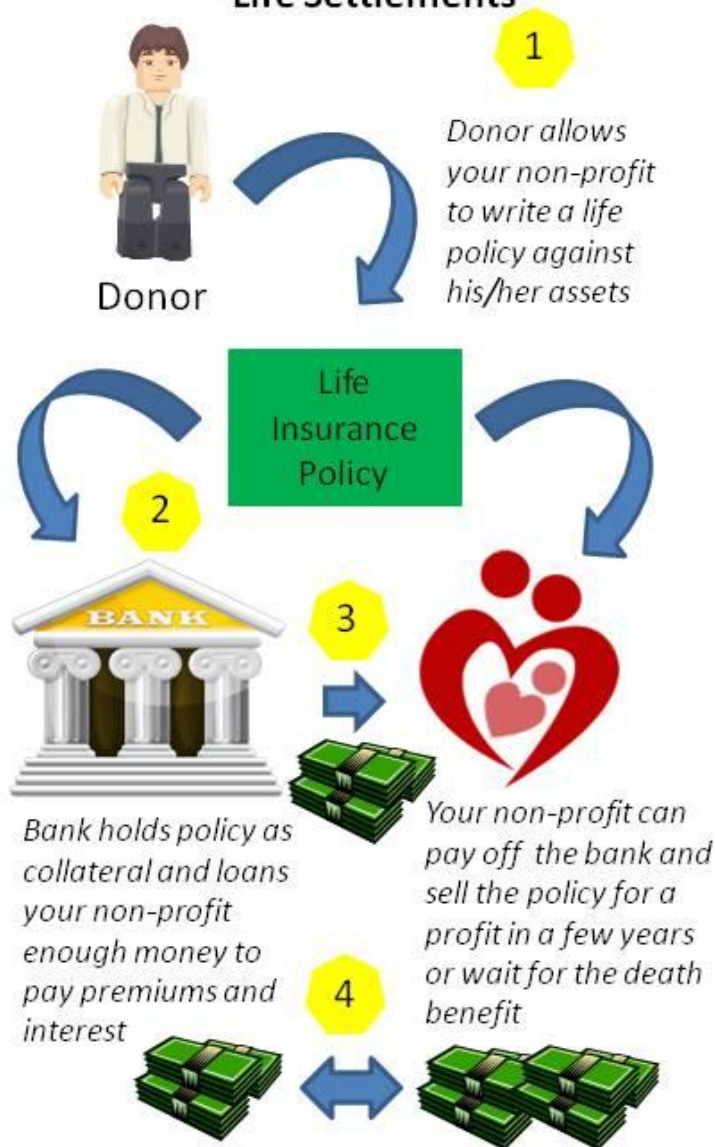 Life Settlements
1
Donor allows
your non-profit
to write a life
policy against
his/her assets
Donor
Life
Insurance
Policy
2
BANK
3
Bank holds policy as
collateral and loans
your non-profit
enough money to
pay premiums and
interest
Your non-profit can
pay off the bank and
sell the policy for a
profit in a few years
or wait for the death
benefit
4